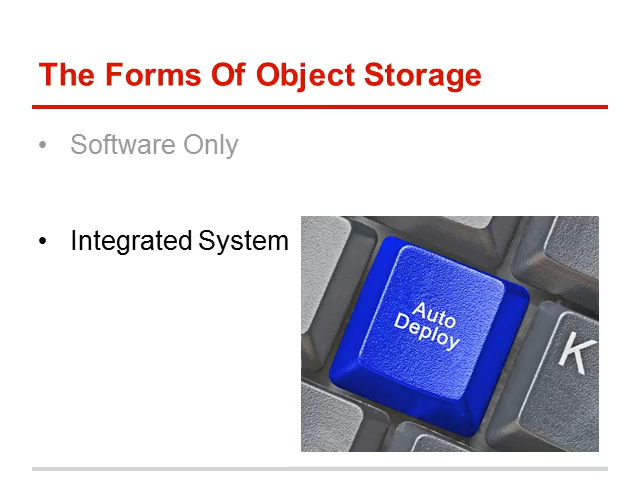 The Forms Of Object Storage
• Software Only
• Integrated System
Auto
Deploy
K